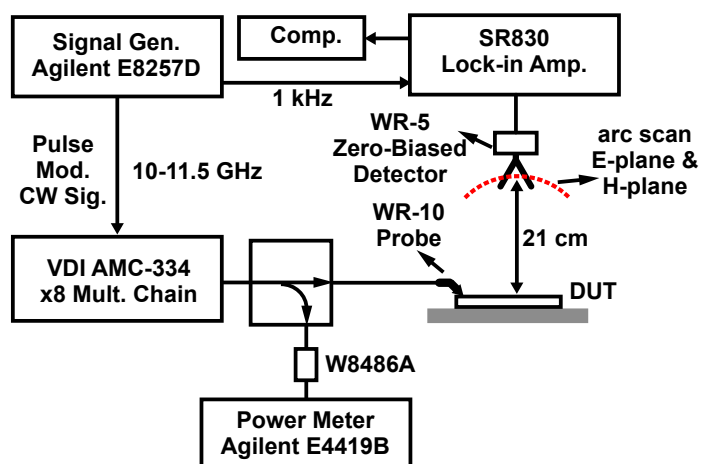 Signal Gen.
Agilent E8257D
Comp.
SR830
Lock-in Amp.
1 kHz
Pulse
Mod.
CW Sig.
10-11.5 GHz
WR-5
Zero-Biased
Detector
arc scan
E-plane &
H-plane
WR-10
Probe
21 cm
VDI AMC-334
x8 Mult. Chain
DUT
W8486A
Power Meter
Agilent E4419B